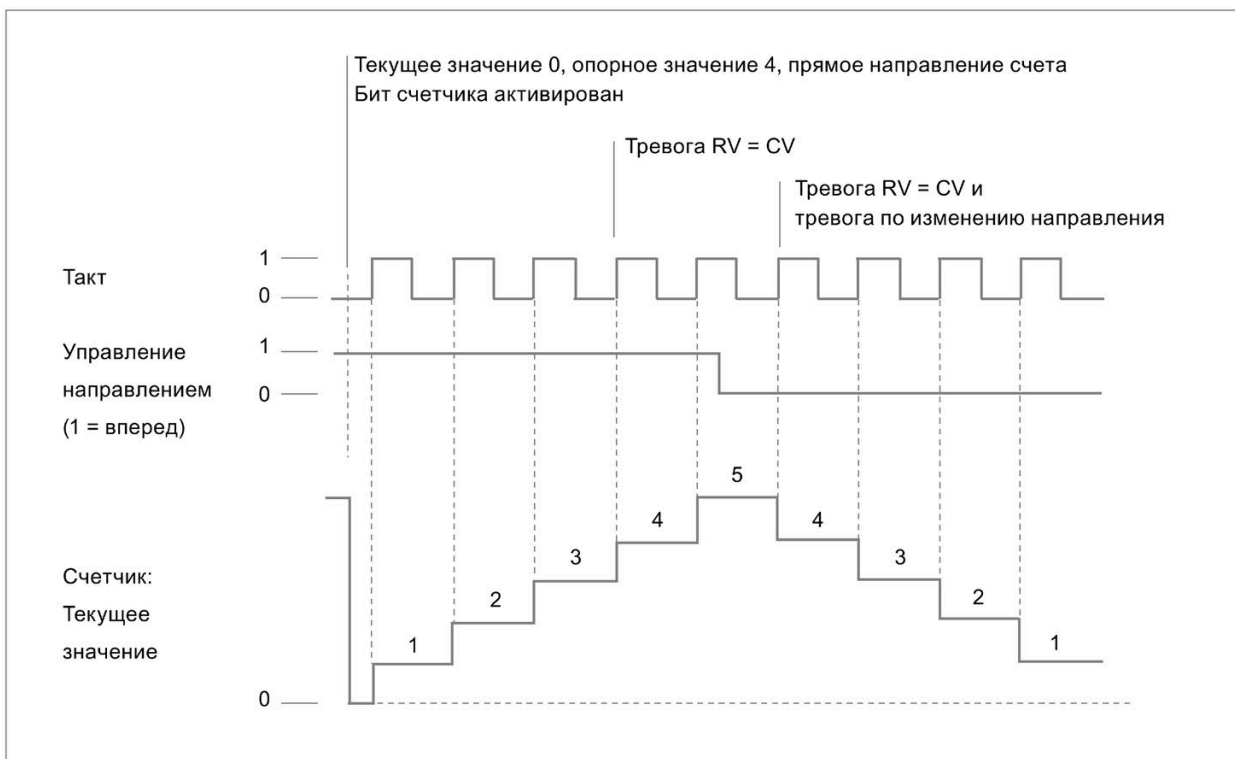 Текущее значение 0, опорное значение 4, прямое направление счета
Бит счетчика активирован
Тревога RV = CV
Тревога RV = CV и
тревога по изменению направления
Такт
1
0
Управление
направлением
(1 = вперед)
1
0
Счетчик:
Текущее
значение
0
1
2
3
4
5
4
3
2
1